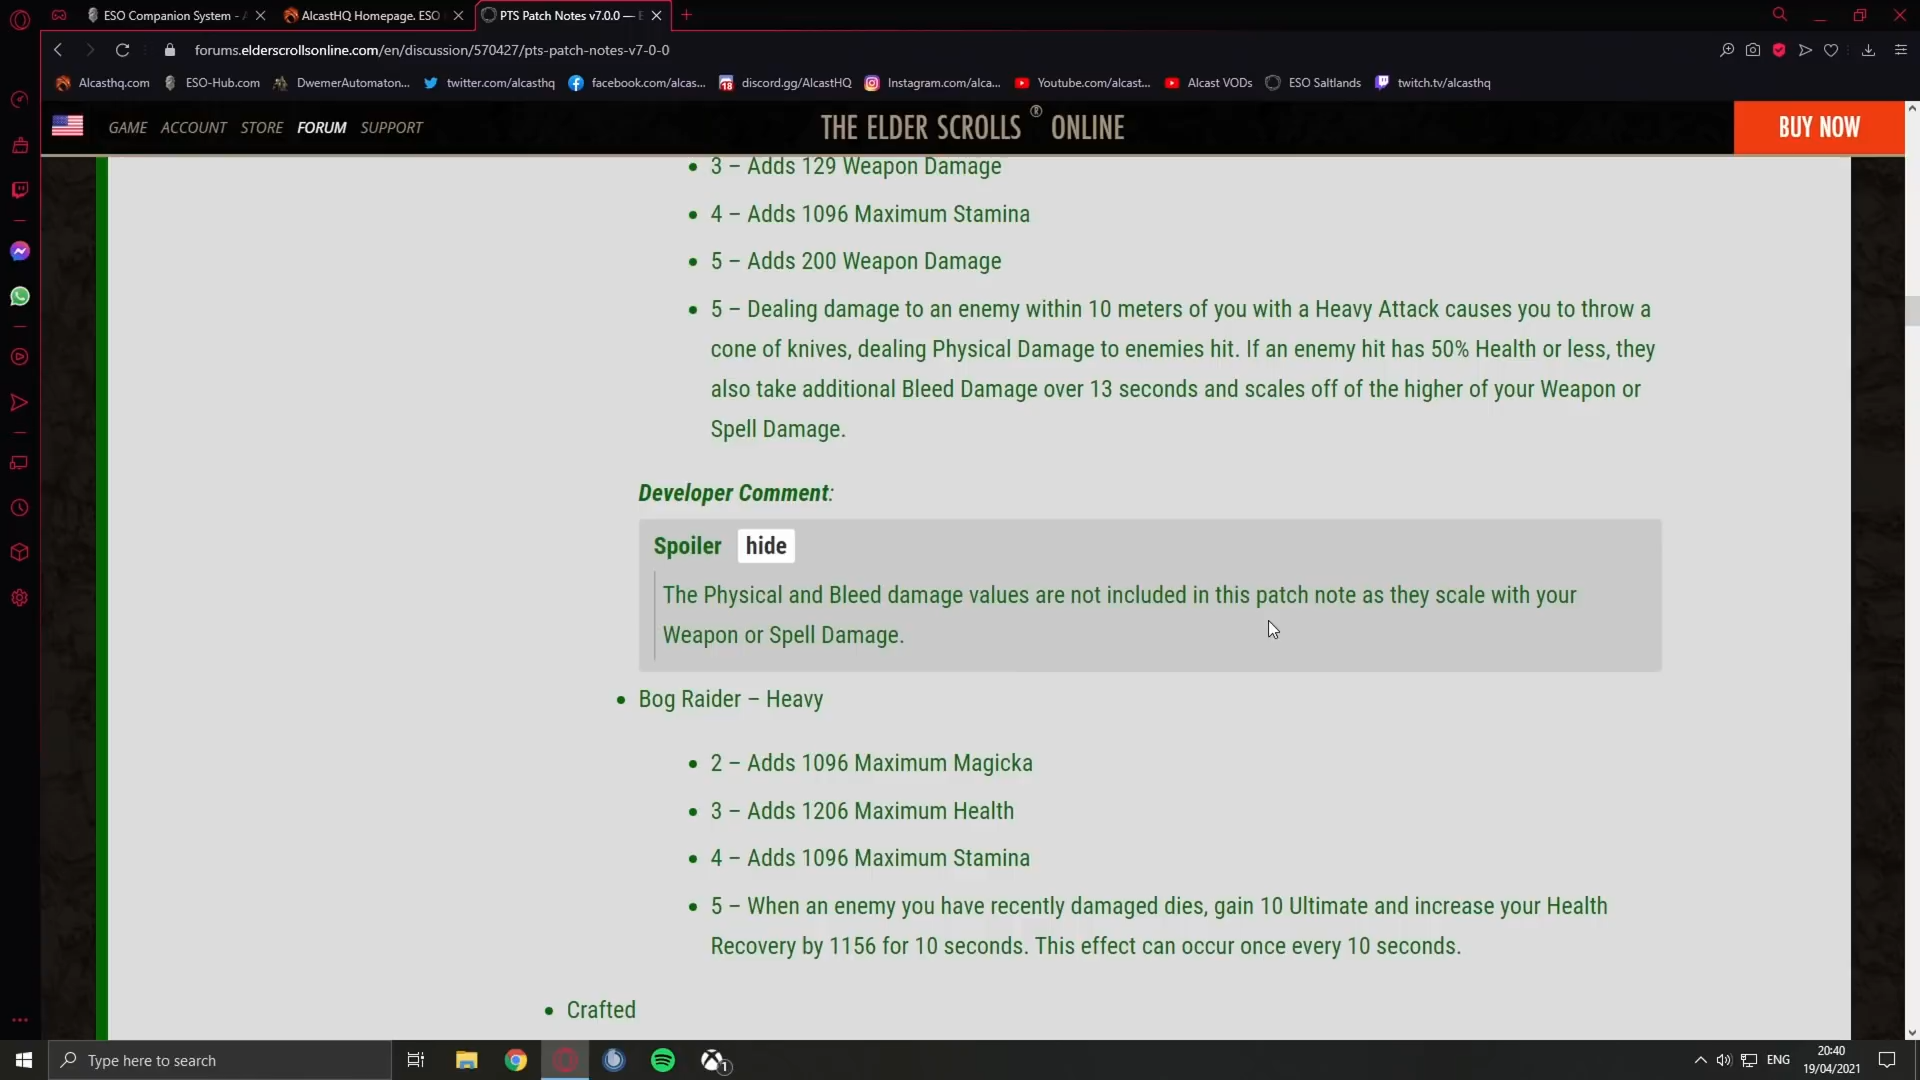 ESO Companion System - A
AlcastHQ Homepage. ESO
PTS Patch Notes v7.0.0 — E
forums.elderscrollsonline.com/en/discussion/570427/pts-patch-notes-v7-0-0
Alcasthq.com
ESO-Hub.com
DwemerAutomaton...
twitter.com/alcasthq
facebook.com/alcas...
18
discord.gg/AlcastHQ
Instagram.com/alca...
Youtube.com/alcast...
Alcast VODs
ESO Saltlands
twitch.tv/alcasthq
GAME ACCOUNT STORE FORUM SUPPORT
THE ELDER SCROLLS ® ONLINE
BUY NOW
• 3 – Adds 129 Weapon Damage
• 4 – Adds 1096 Maximum Stamina
• 5 – Adds 200 Weapon Damage
• 5 – Dealing damage to an enemy within 10 meters of you with a Heavy Attack causes you to throw a
cone of knives, dealing Physical Damage to enemies hit. If an enemy hit has 50% Health or less, they
also take additional Bleed Damage over 13 seconds and scales off of the higher of your Weapon or
Spell Damage.
Developer Comment:
Spoiler hide
The Physical and Bleed damage values are not included in this patch note as they scale with your
Weapon or Spell Damage.
• Bog Raider – Heavy
• 2 – Adds 1096 Maximum Magicka
• 3 – Adds 1206 Maximum Health
• 4 – Adds 1096 Maximum Stamina
• 5 – When an enemy you have recently damaged dies, gain 10 Ultimate and increase your Health
Recovery by 1156 for 10 seconds. This effect can occur once every 10 seconds.
• Crafted
Type here to search
1
ENG
20:40
19/04/2021